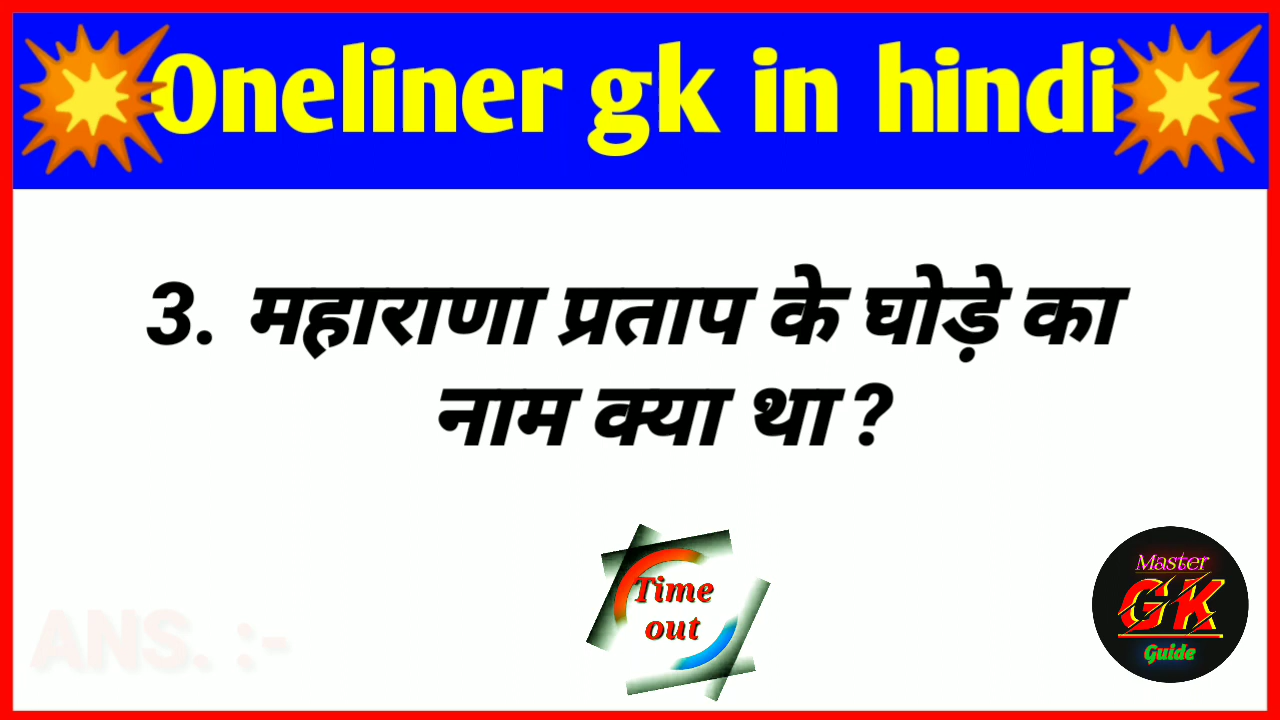 Oneliner gk in hindi
3. महाराणा प्रताप के घोड़े का
नाम क्या था ?
Time
out
ANS. :-
Master
GK
Guide